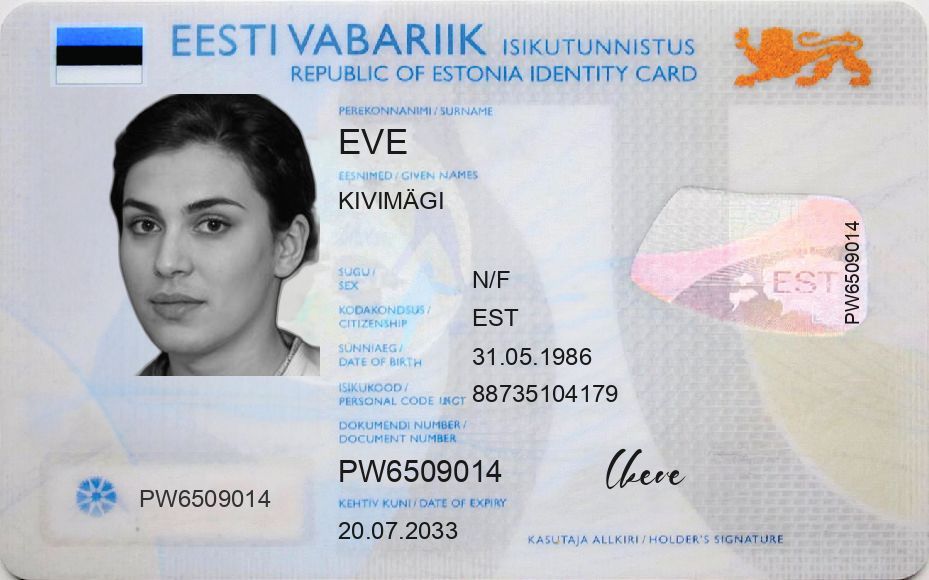 EESTI VABARIIK ISIKUTUNNISTUS
REPUBLIC OF ESTONIA IDENTITY CARD
PEREKONNANIMI / SURNAME
EVE
EESNIMED / GIVEN NAMES
KIVIMÄGI
SUGU /
SEX
N/F
KODAKONDSUS /
CITIZENSHIP
EST
SÜNNIAEG /
DATE OF BIRTH
31.05.1986
ISIKUKOOD /
PERSONAL CODE
88735104179
DOKUMENDI NUMBER /
DOCUMENT NUMBER
PW6509014
KEHTIV KUNI / DATE OF EXPIRY
20.07.2033
PW6509014
EST
PW6509014
KASUTAJA ALLKIRI / HOLDER'S SIGNATURE